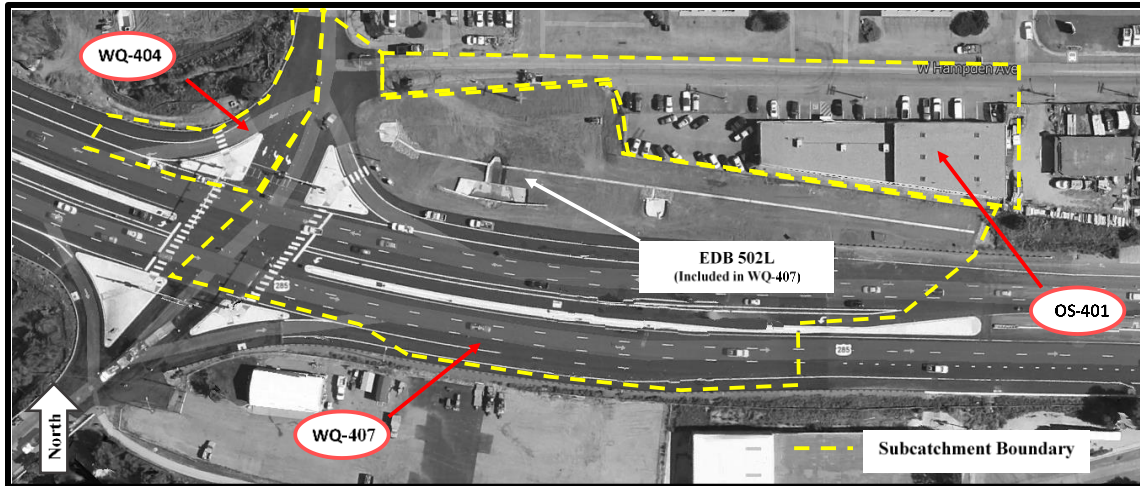 WQ-404
W Hampden Ave
EDB 502L
(Included in WQ-407)
285
OS-401
285
WQ-407
North
Subcatchment Boundary